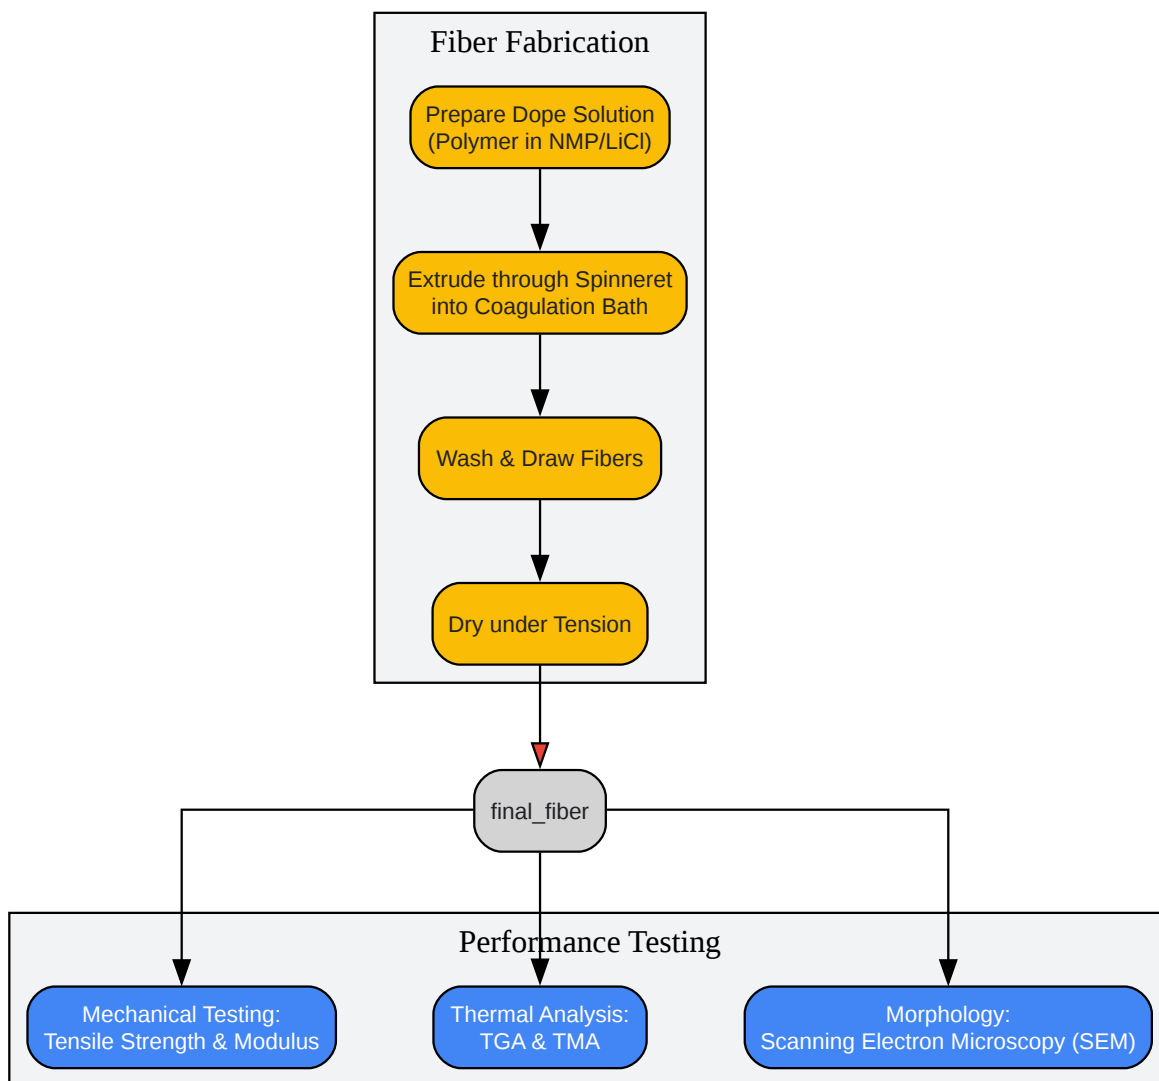 Fiber Fabrication
Prepare Dope Solution
(Polymer in NMP/LiCl)
Extrude through Spinneret
into Coagulation Bath
Wash & Draw Fibers
Dry under Tension
final_fiber
Performance Testing
Mechanical Testing:
Tensile Strength & Modulus
Thermal Analysis:
TGA & TMA
Morphology:
Scanning Electron Microscopy (SEM)